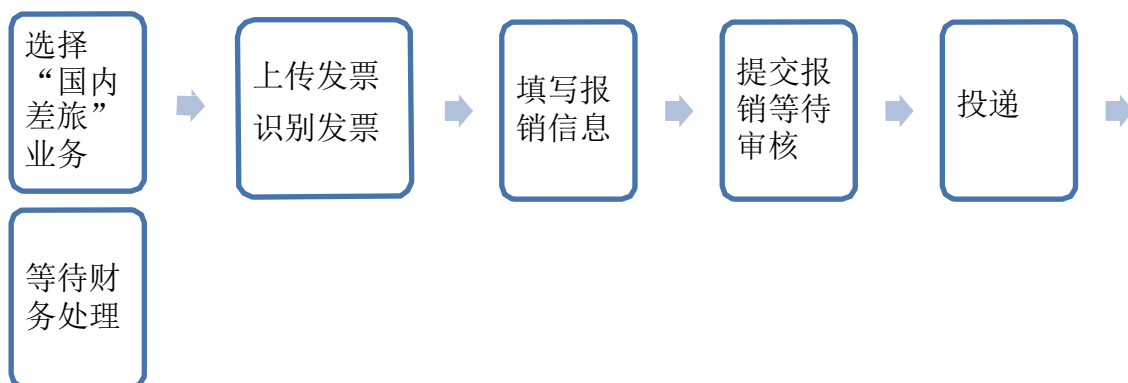 选择
“国内
差旅”
业务
上传发票
识别发票
填写报
销信息
提交报
销等待
审核
投递
等待财
务处理